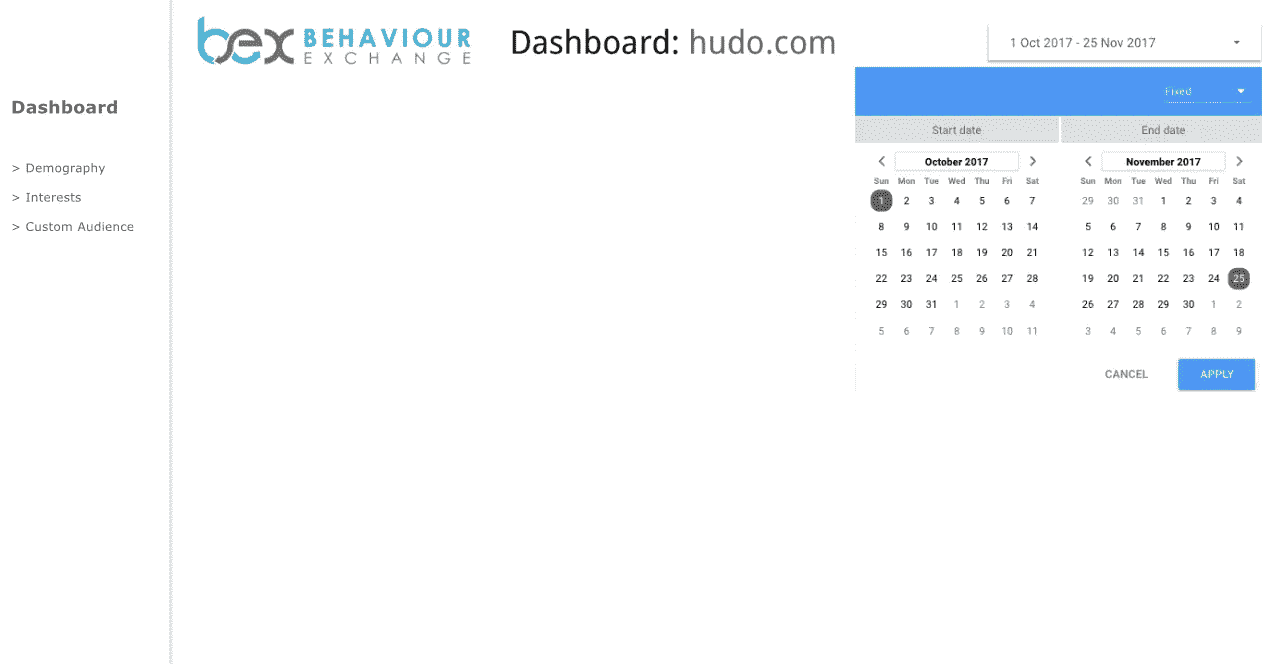 bex BEHAVIOUR EXCHANGE
Dashboard: hudo.com
1 Oct 2017 - 25 Nov 2017
Dashboard
> Demography
> Interests
> Custom Audience
Fixed
Start date
End date
October 2017
Sun Mon Tue Wed Thu Fri Sat
1 2 3 4 5 6 7
8 9 10 11 12 13 14
15 16 17 18 19 20 21
22 23 24 25 26 27 28
29 30 31 1 2 3 4
5 6 7 8 9 10 11
November 2017
Sun Mon Tue Wed Thu Fri Sat
29 30 31 1 2 3 4
5 6 7 8 9 10 11
12 13 14 15 16 17 18
19 20 21 22 23 24 25
26 27 28 29 30 1 2
3 4 5 6 7 8 9
CANCEL
APPLY